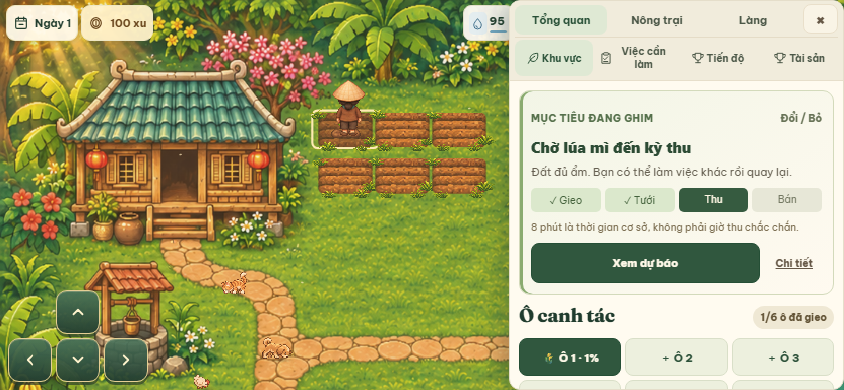 Ngày 1
100 xu
95
Tổng quan
Nông trại
Làng
Khu vực
Việc cần
làm
Tiến độ
Tài sản
MỤC TIÊU ĐANG GHIM
Đổi / Bỏ
Chờ lúa mì đến kỳ thu
Đất đủ ẩm. Bạn có thể làm việc khác rồi quay lại.
✓ Gieo
✓ Tưới
Thu
Bán
8 phút là thời gian cơ sở, không phải giờ thu chắc chắn.
Xem dự báo
Chi tiết
Ô canh tác
1/6 ô đã gieo
Ô 1 · 1%
+ Ô 2
+ Ô 3